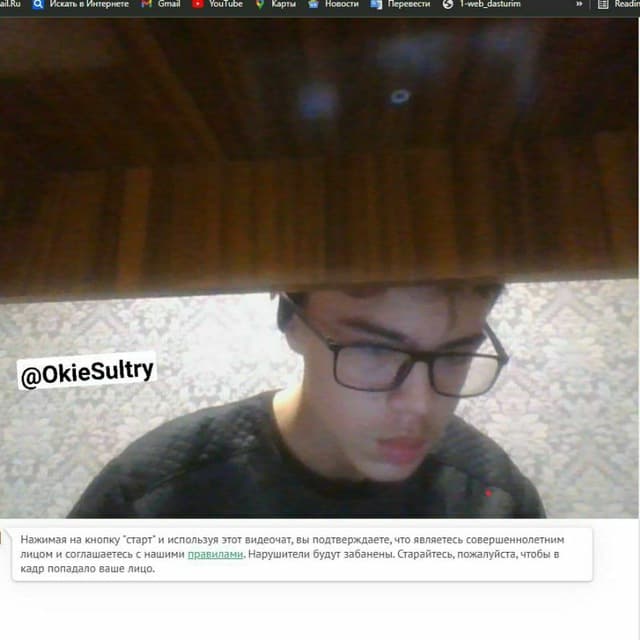 ail.Ru Искать в Интернете Gmail YouTube Карты Новости Перевести 1-web_dasturim » Readin
@OkieSultry
Нажимая на кнопку "старт" и используя этот видеочат, вы подтверждаете, что являетесь совершеннолетним
лицом и соглашаетесь с нашими правилами. Нарушители будут забанены. Старайтесь, пожалуйста, чтобы в
кадр попадало ваше лицо.